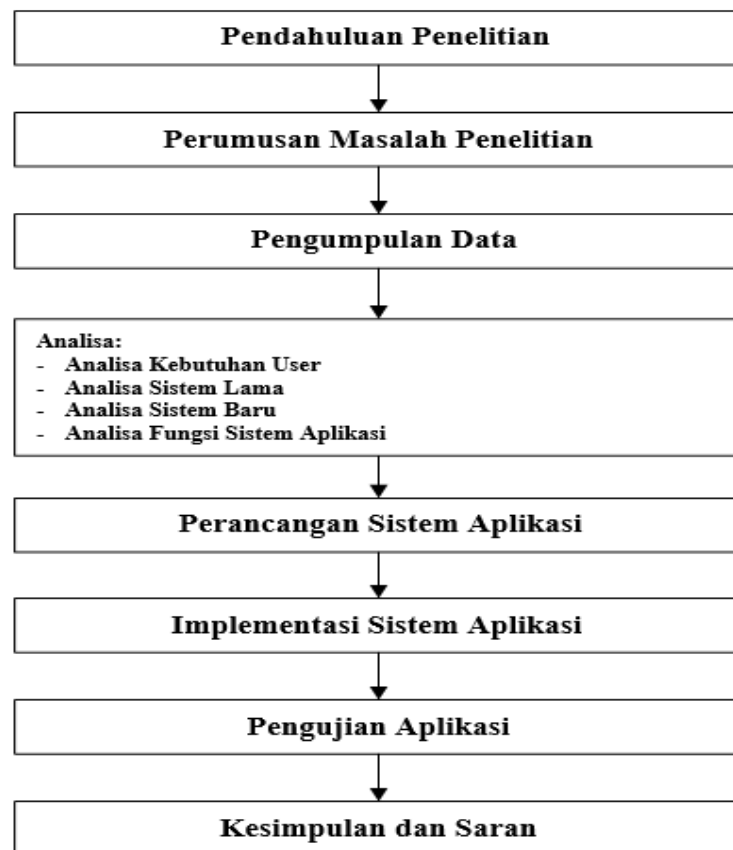 Pendahuluan Penelitian
Perumusan Masalah Penelitian
Pengumpulan Data
Analisa:
- Analisa Kebutuhan User
- Analisa Sistem Lama
- Analisa Sistem Baru
- Analisa Fungsi Sistem Aplikasi
Perancangan Sistem Aplikasi
Implementasi Sistem Aplikasi
Pengujian Aplikasi
Kesimpulan dan Saran